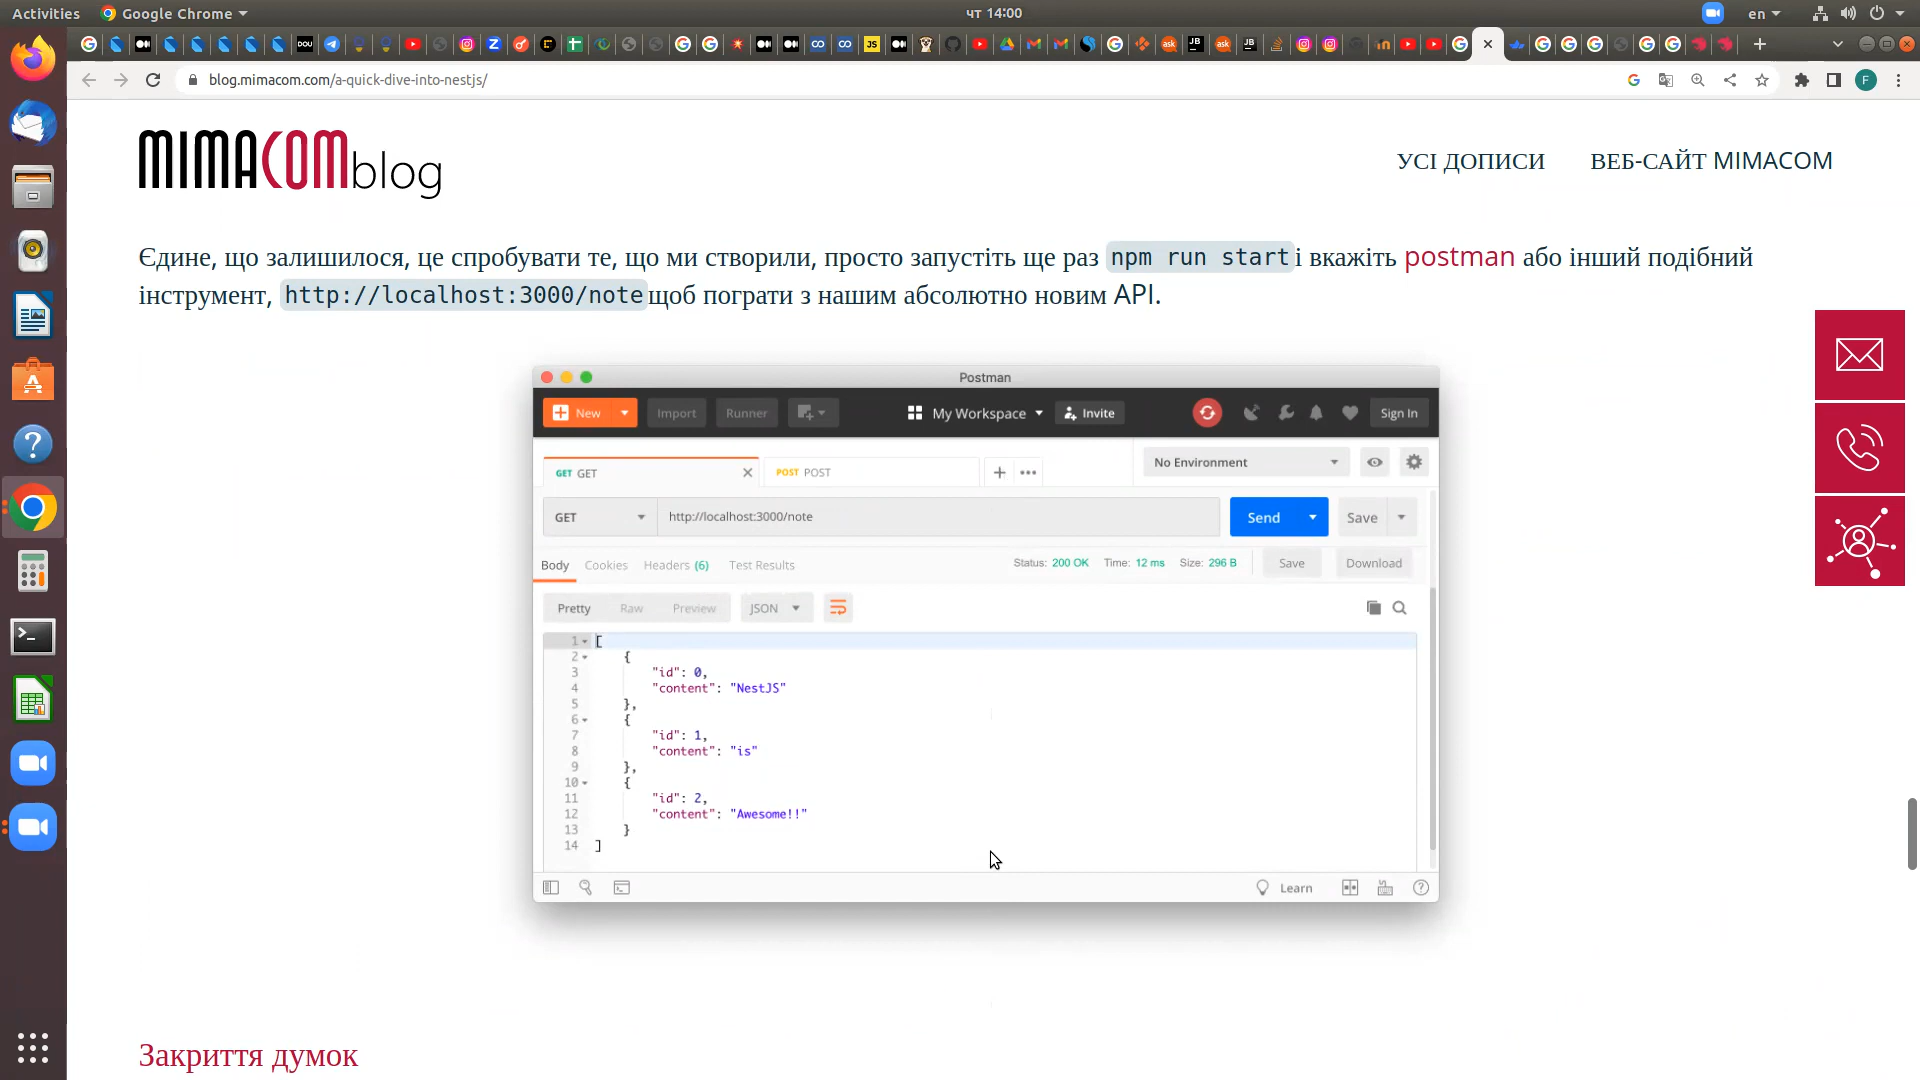 Activities
Google Chrome
чт 14:00
en
blog.mimacom.com/a-quick-dive-into-nestjs/
F
MIMACOM blog
УСІ ДОПИСИ
ВЕБ-САЙТ MIMACOM
Єдине, що залишилося, це спробувати те, що ми створили, просто запустіть ще раз npm run start і вкажіть postman або інший подібний
інструмент, http://localhost:3000/note щоб пограти з нашим абсолютно новим API.
Postman
New
Import
Runner
My Workspace
Invite
Sign In
GET GET
POST POST
No Environment
GET
http://localhost:3000/note
Send
Save
Body
Cookies
Headers (6)
Test Results
Status: 200 OK
Time: 12 ms
Size: 296 B
Save
Download
Pretty
Raw
Preview
JSON
1 [
2 {
3 "id": 0,
4 "content": "NestJS"
5 },
6 {
7 "id": 1,
8 "content": "is"
9 },
10 {
11 "id": 2,
12 "content": "Awesome!!"
13 }
14 ]
Learn
Закриття думок